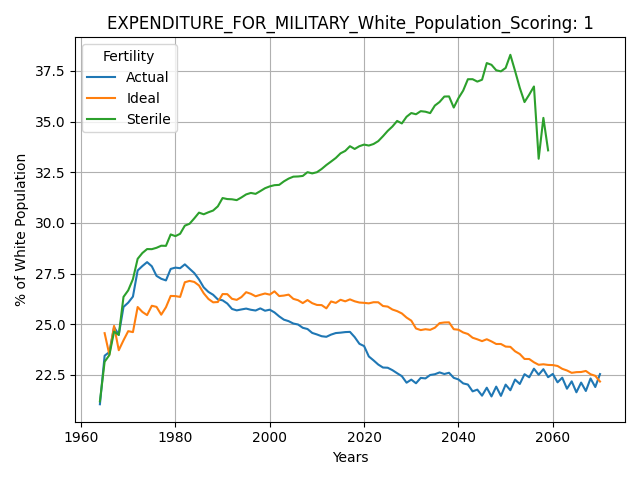 EXPENDITURE_FOR_MILITARY_White_Population_Scoring: 1
Fertility
Actual
Ideal
Sterile
% of White Population
37.5
35.0
32.5
30.0
27.5
25.0
22.5
1960
1980
2000
2020
2040
2060
Years